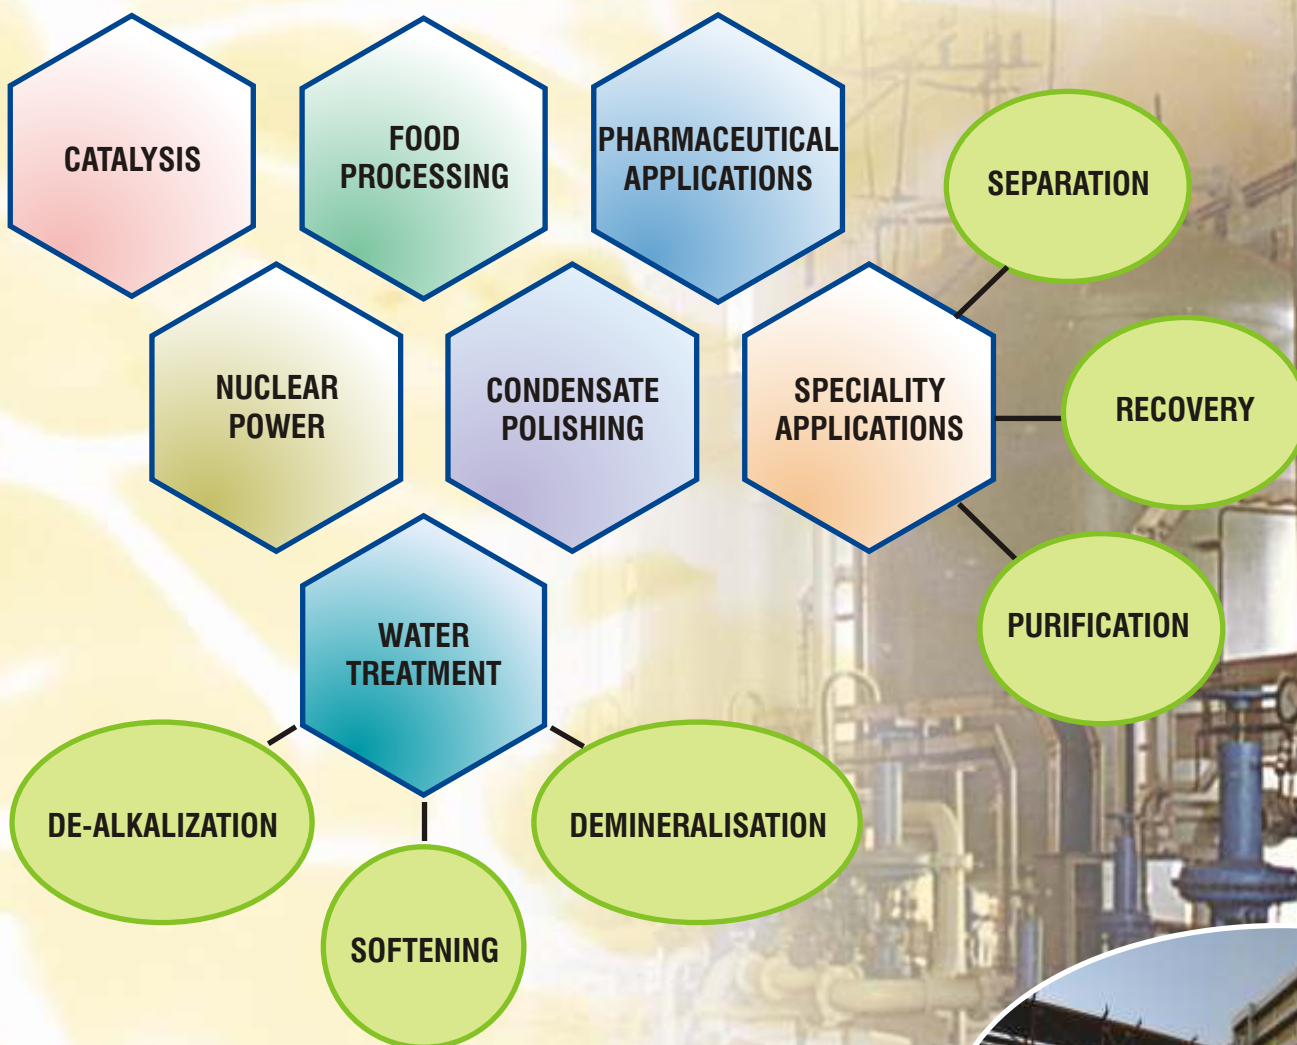 CATALYSIS
FOOD
PROCESSING
PHARMACEUTICAL
APPLICATIONS
SEPARATION
NUCLEAR
POWER
CONDENSATE
POLISHING
SPECIALITY
APPLICATIONS
RECOVERY
PURIFICATION
WATER
TREATMENT
DE-ALKALIZATION
SOFTENING
DEMINERALISATION